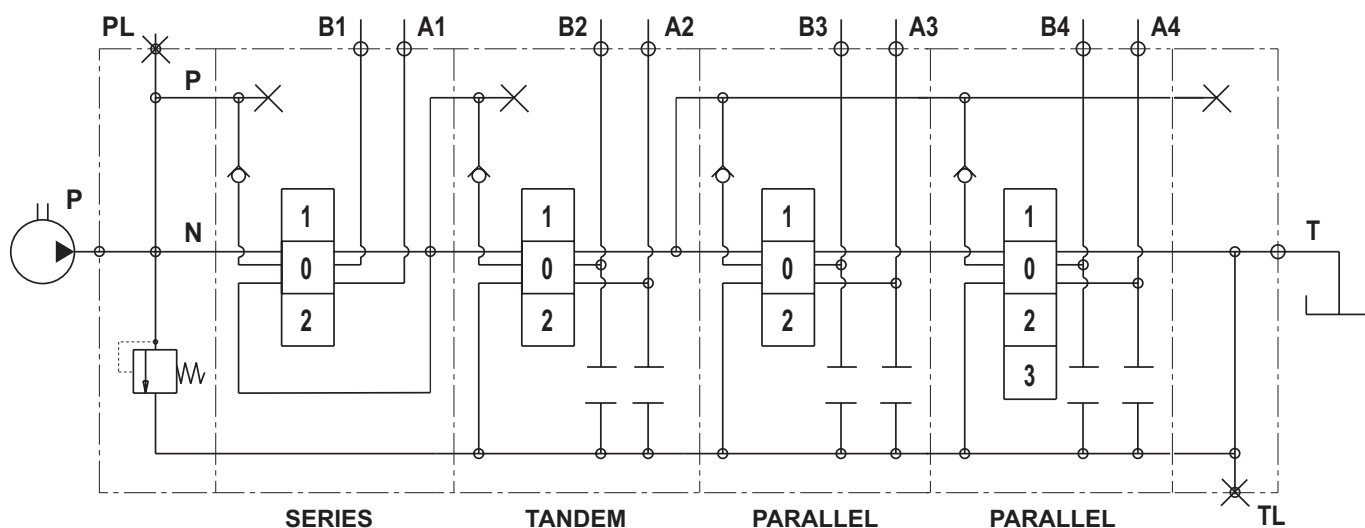 PL B1 A1 B2 A2 B3 A3 B4 A4
P
P N T
1 1 1 1
0 0 0 0
2 2 2 2
3
SERIES TANDEM PARALLEL PARALLEL TL